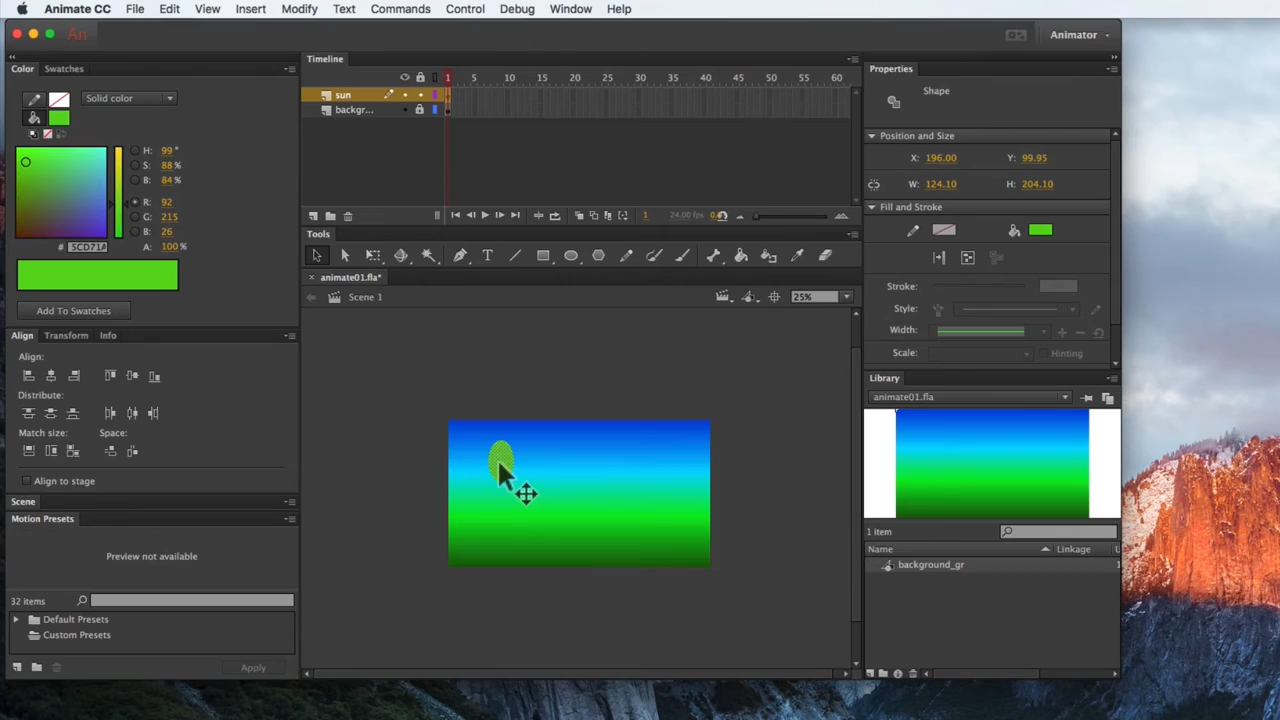 Animate CC File Edit View Insert Modify Text Commands Control Debug Window Help
An Animator
Color Swatches
Solid color
H: 99 °
S: 88 %
B: 84 %
R: 92
G: 215
B: 26
# 5CD71A A: 100 %
Add To Swatches
Align Transform Info
Align:
Distribute:
Match size: Space:
Align to stage
Scene
Motion Presets
Preview not available
32 items
Default Presets
Custom Presets
Apply
Timeline
1 5 10 15 20 25 30 35 40 45 50 55 60
sun
backgr...
1 24.00 fps
Tools
animate01.fla*
Scene 1 25%
Properties
Shape
Position and Size
X: 196.00 Y: 99.95
W: 124.10 H: 204.10
Fill and Stroke
Stroke:
Style:
Width:
Scale: Hinting
Library
animate01.fla
1 item
Name Linkage
background_gr